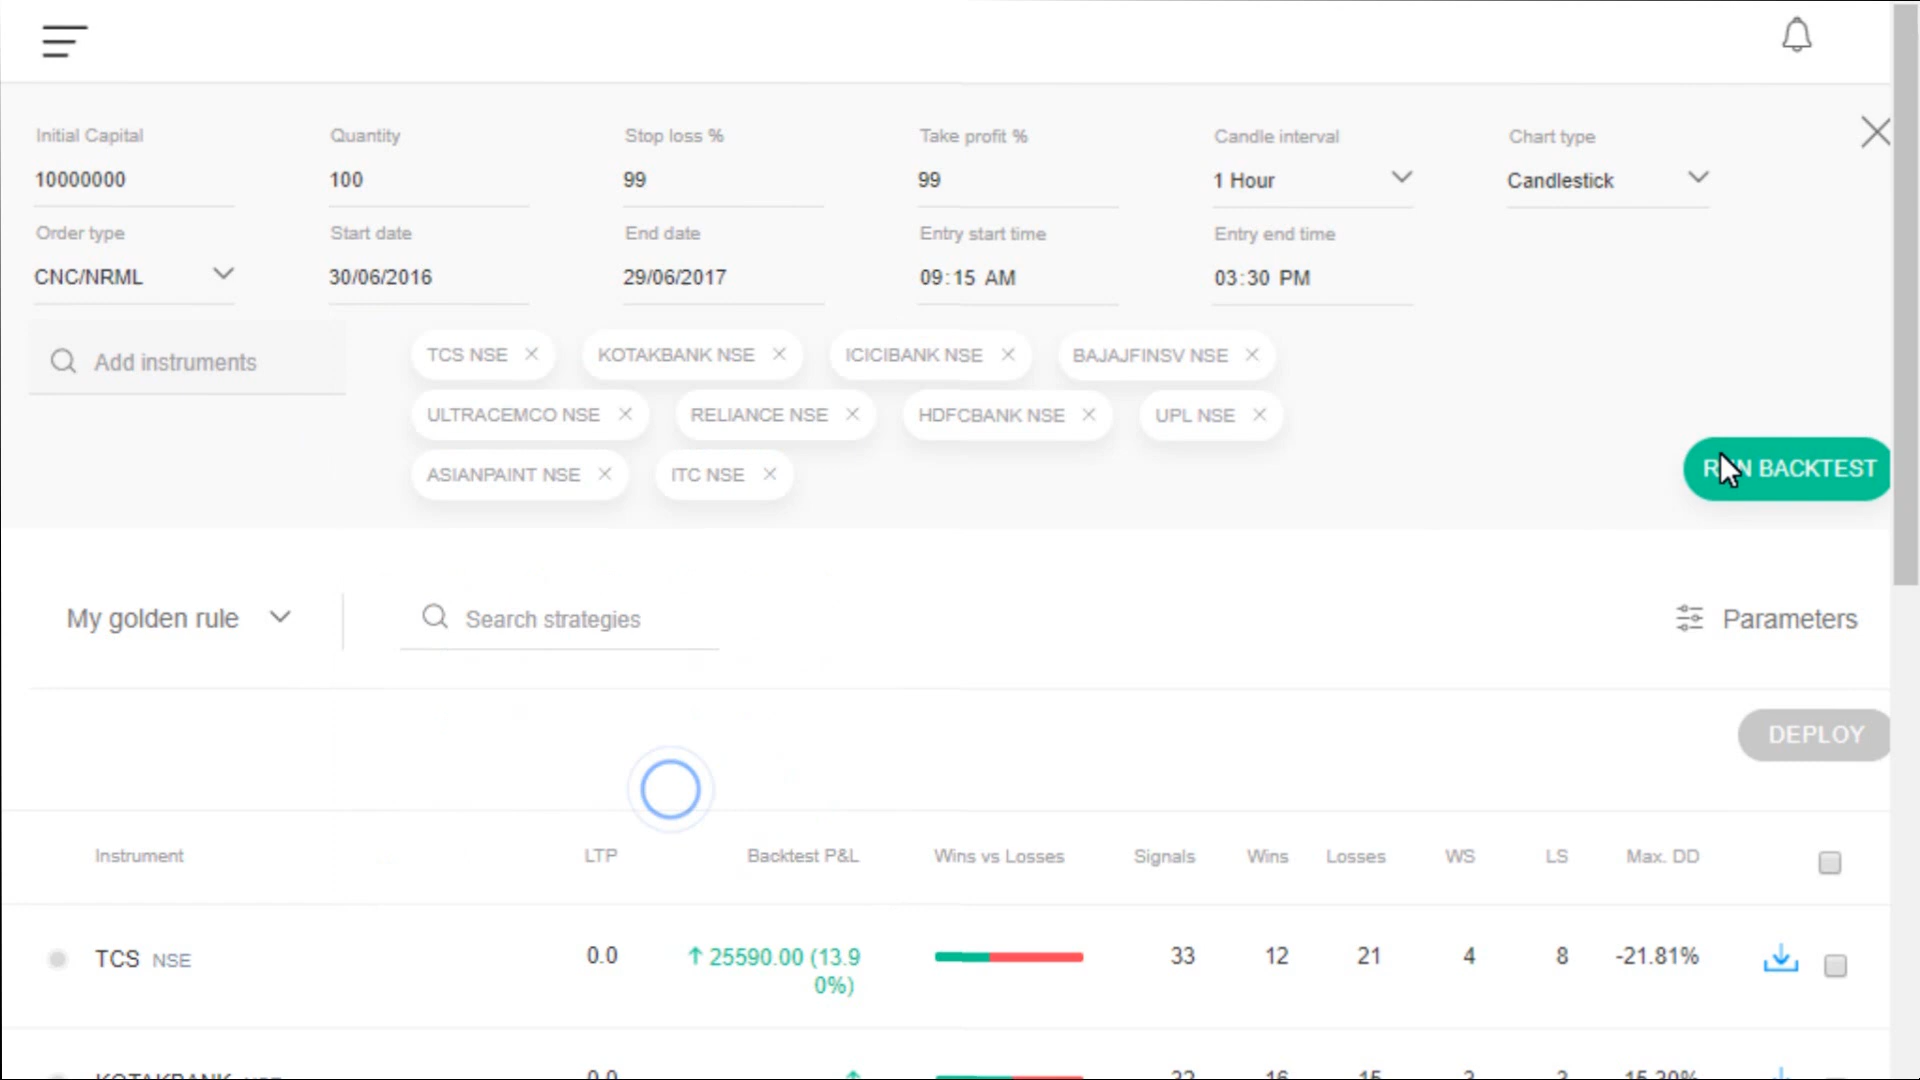 Initial Capital Quantity Stop loss % Take profit % Candle interval Chart type
10000000 100 99 99 1 Hour Candlestick
Order type Start date End date Entry start time Entry end time
CNC/NRML 30/06/2016 29/06/2017 09:15 AM 03:30 PM
Add instruments TCS NSE KOTAKBANK NSE ICICIBANK NSE BAJAJFINSV NSE
ULTRACEMCO NSE RELIANCE NSE HDFCBANK NSE UPL NSE
ASIANPAINT NSE ITC NSE
RUN BACKTEST
My golden rule Search strategies Parameters
DEPLOY
Instrument LTP Backtest P&L Wins vs Losses Signals Wins Losses WS LS Max. DD
TCS NSE 0.0 25590.00 (13.9 33 12 21 4 8 -21.81%
0%)
KOTAKBANK